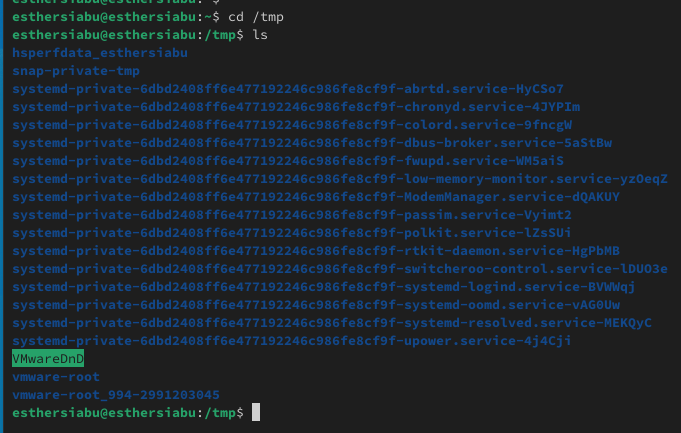 esthersiabu@esthersiabu:~$
esthersiabu@esthersiabu:~$ cd /tmp
esthersiabu@esthersiabu:/tmp$ ls
hsperfdata_esthersiabu
snap-private-tmp
systemd-private-6dbd2408ff6e477192246c986fe8cf9f-abrtd.service-HyCSo7
systemd-private-6dbd2408ff6e477192246c986fe8cf9f-chronyd.service-4JYPIm
systemd-private-6dbd2408ff6e477192246c986fe8cf9f-colord.service-9fncgW
systemd-private-6dbd2408ff6e477192246c986fe8cf9f-dbus-broker.service-5aStBw
systemd-private-6dbd2408ff6e477192246c986fe8cf9f-fwupd.service-WM5aiS
systemd-private-6dbd2408ff6e477192246c986fe8cf9f-low-memory-monitor.service-yzOeqZ
systemd-private-6dbd2408ff6e477192246c986fe8cf9f-ModemManager.service-dQAKUY
systemd-private-6dbd2408ff6e477192246c986fe8cf9f-passim.service-Vyimt2
systemd-private-6dbd2408ff6e477192246c986fe8cf9f-polkit.service-lZsSUi
systemd-private-6dbd2408ff6e477192246c986fe8cf9f-rtkit-daemon.service-HgPbMB
systemd-private-6dbd2408ff6e477192246c986fe8cf9f-switcheroo-control.service-lDUO3e
systemd-private-6dbd2408ff6e477192246c986fe8cf9f-systemd-logind.service-BVWWqj
systemd-private-6dbd2408ff6e477192246c986fe8cf9f-systemd-oomd.service-vAG0Uw
systemd-private-6dbd2408ff6e477192246c986fe8cf9f-systemd-resolved.service-MEKQyC
systemd-private-6dbd2408ff6e477192246c986fe8cf9f-upower.service-4j4Cji
VMwareDnD
vmware-root
vmware-root_994-2991203045
esthersiabu@esthersiabu:/tmp$